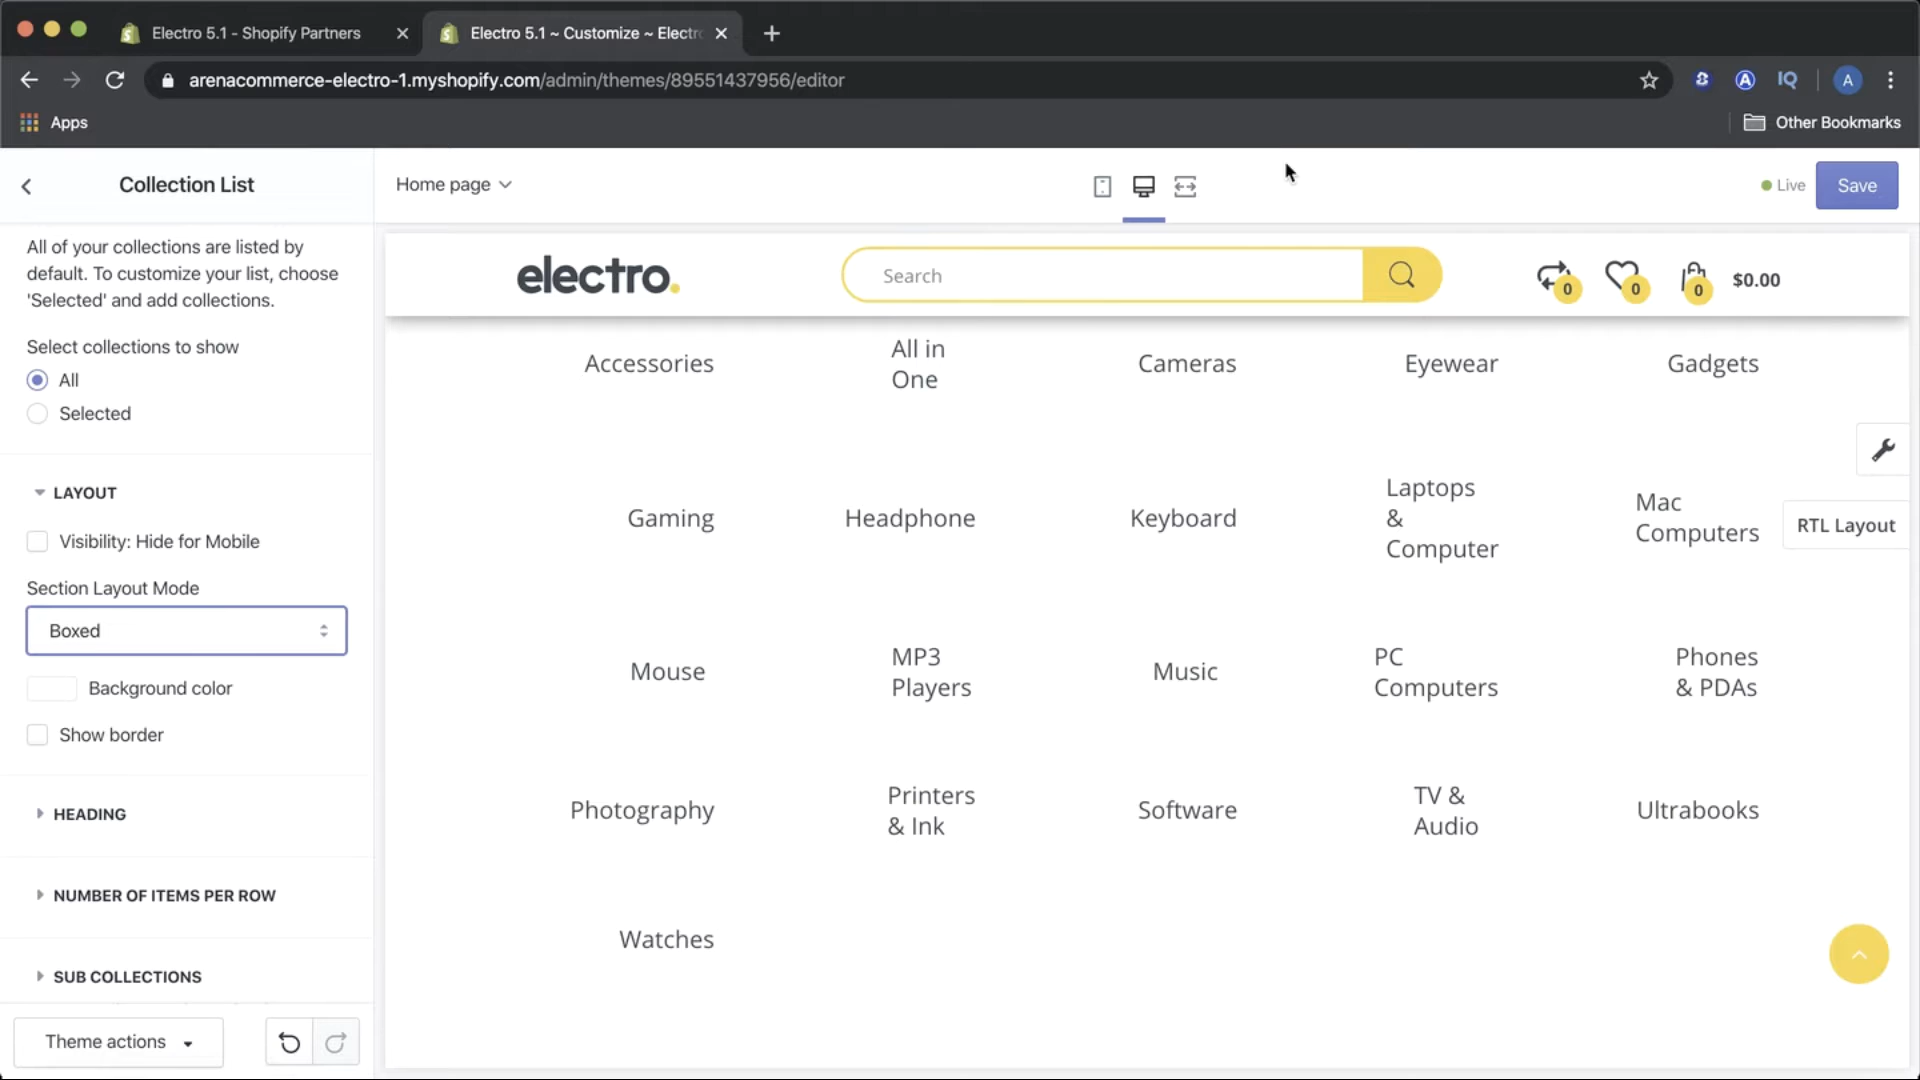 Electro 5.1 - Shopify Partners
Electro 5.1 ~ Customize ~ Electr
arenacommerce-electro-1.myshopify.com/admin/themes/89551437956/editor
IQ
A
Apps
Other Bookmarks
Collection List
Home page
Live
Save
All of your collections are listed by
default. To customize your list, choose
'Selected' and add collections.
Select collections to show
All
Selected
LAYOUT
Visibility: Hide for Mobile
Section Layout Mode
Boxed
Background color
Show border
HEADING
NUMBER OF ITEMS PER ROW
SUB COLLECTIONS
Theme actions
electro.
Search
0
0
0
$0.00
Accessories
All in
One
Cameras
Eyewear
Gadgets
Gaming
Headphone
Keyboard
Laptops
&
Computer
Mac
Computers
RTL Layout
Mouse
MP3
Players
Music
PC
Computers
Phones
& PDAs
Photography
Printers
& Ink
Software
TV &
Audio
Ultrabooks
Watches